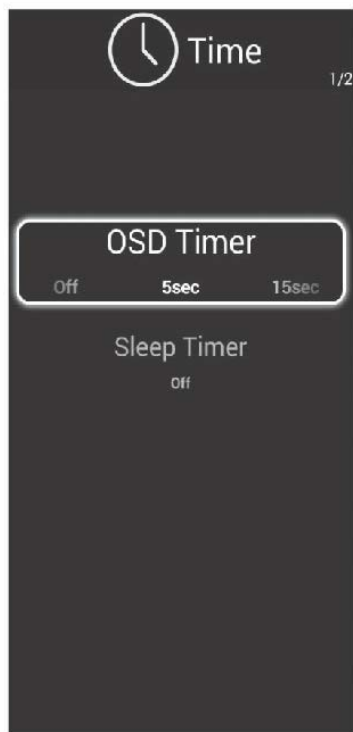 Time
1/2
OSD Timer
Off 5sec 15sec
Sleep Timer
Off